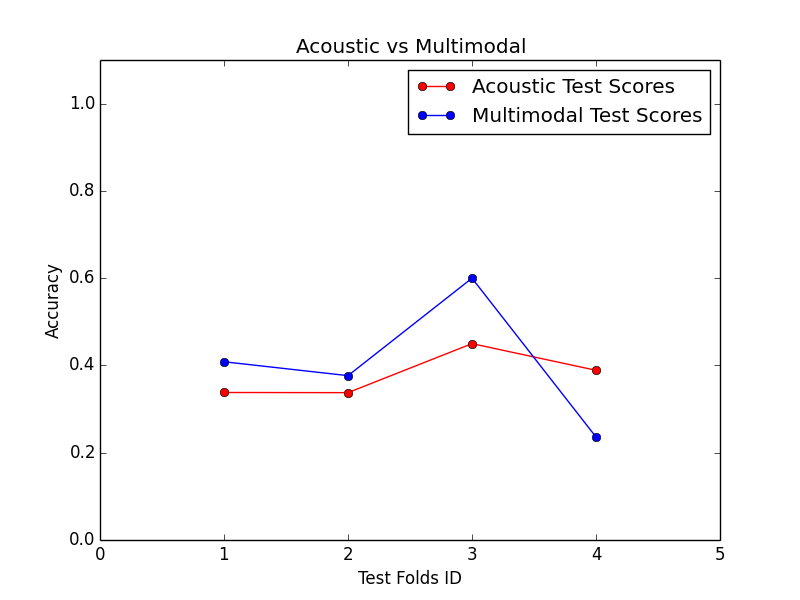 Acoustic vs Multimodal
Acoustic Test Scores
Multimodal Test Scores
1.0
0.8
0.6
0.4
0.2
0.0
Accuracy
0 1 2 3 4 5
Test Folds ID